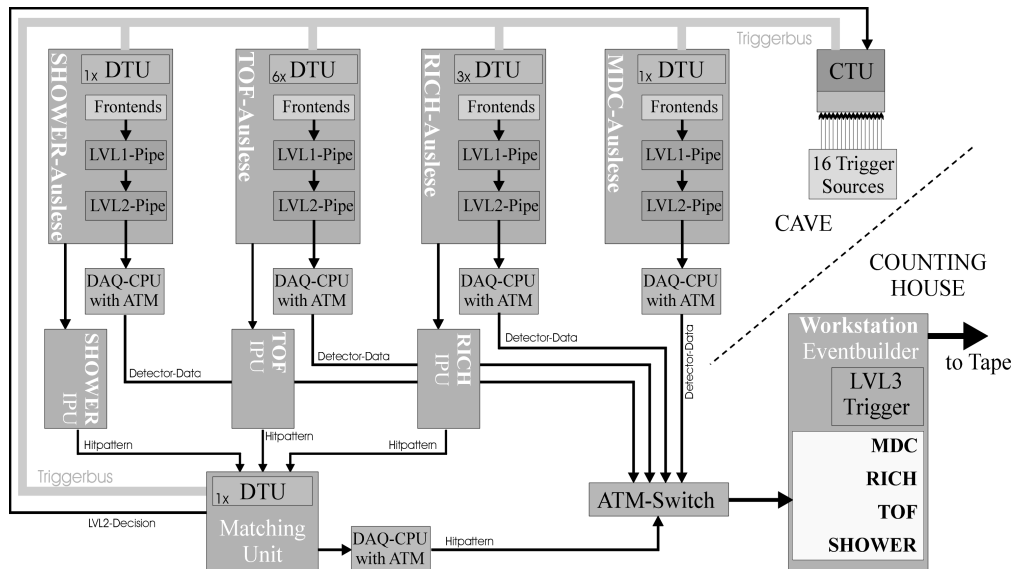 Triggerbus
SHOWER-Auslese
1x DTU
Frontends
LVL1-Pipe
LVL2-Pipe
TOF-Auslese
6x DTU
Frontends
LVL1-Pipe
LVL2-Pipe
RICH-Auslese
3x DTU
Frontends
LVL1-Pipe
LVL2-Pipe
MDC-Auslese
1x DTU
Frontends
LVL1-Pipe
LVL2-Pipe
CTU
16 Trigger
Sources
CAVE
COUNTING
HOUSE
DAQ-CPU
with ATM
DAQ-CPU
with ATM
DAQ-CPU
with ATM
DAQ-CPU
with ATM
SHOWER
IPU
TOF
IPU
RICH
IPU
Detector-Data
Detector-Data
Detector-Data
Detector-Data
Workstation
Eventbuilder
to Tape
LVL3
Trigger
MDC
RICH
TOF
SHOWER
Hitpattern
Hitpattern
Hitpattern
Triggerbus
1x DTU
Matching
Unit
LVL2-Decision
DAQ-CPU
with ATM
Hitpattern
ATM-Switch